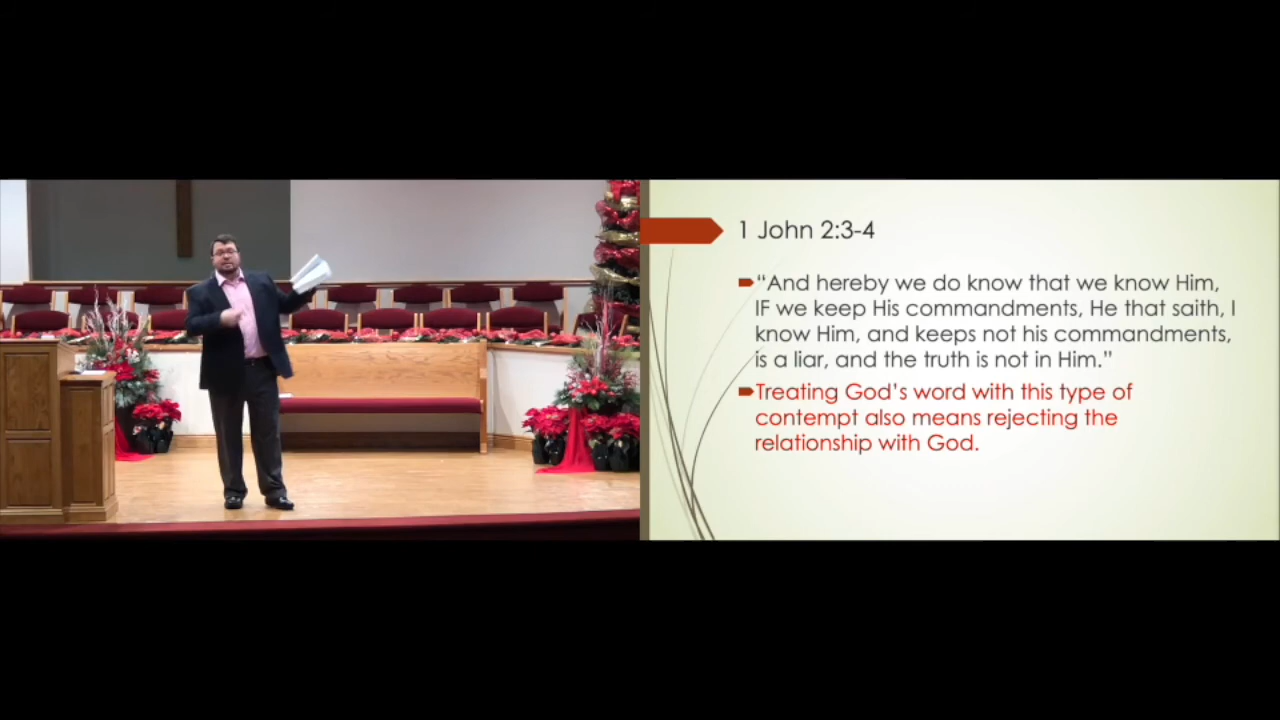 1 John 2:3-4
“And hereby we do know that we know Him,
IF we keep His commandments, He that saith, I
know Him, and keeps not his commandments,
is a liar, and the truth is not in Him.”
Treating God’s word with this type of
contempt also means rejecting the
relationship with God.